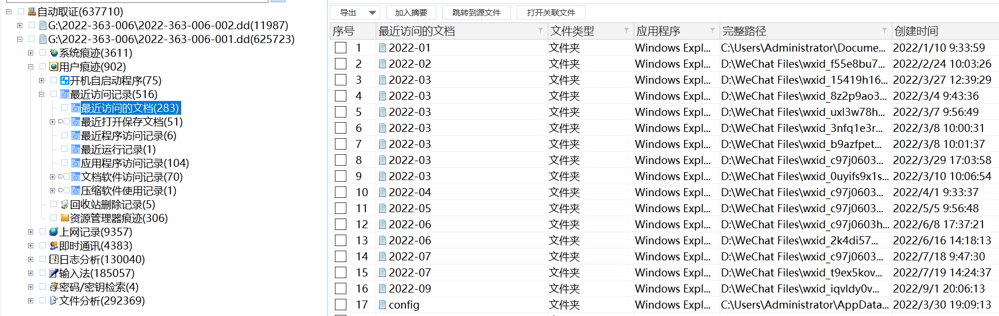 自动取证(637710)
G:\2022-363-006\2022-363-006-002.dd(11987)
G:\2022-363-006\2022-363-006-001.dd(625723)
系统痕迹(3611)
用户痕迹(902)
开机自启动程序(75)
最近访问记录(516)
最近访问的文档(283)
最近打开保存文档(51)
最近程序访问记录(6)
最近运行记录(1)
应用程序访问记录(104)
文档软件访问记录(70)
压缩软件使用记录(1)
回收站删除记录(5)
资源管理器痕迹(306)
上网记录(9357)
即时通讯(4383)
日志分析(130040)
输入法(185057)
密码/密钥检索(4)
文件分析(292369)
导出 加入摘要 跳转到源文件 打开关联文件
序号 最近访问的文档 文件类型 应用程序 完整路径 创建时间
1 2022-01 文件夹 Windows Expl... C:\Users\Administrator\Docume... 2022/1/10 9:33:59
2 2022-02 文件夹 Windows Expl... D:\WeChat Files\wxid_f55e8bu7... 2022/2/24 10:03:26
3 2022-03 文件夹 Windows Expl... D:\WeChat Files\wxid_15419h16... 2022/3/27 12:39:29
4 2022-03 文件夹 Windows Expl... D:\WeChat Files\wxid_8z2p9ao3... 2022/3/4 9:43:36
5 2022-03 文件夹 Windows Expl... D:\WeChat Files\wxid_uxl3w78h... 2022/3/7 9:56:49
6 2022-03 文件夹 Windows Expl... D:\WeChat Files\wxid_3nfq1e3r... 2022/3/8 10:00:31
7 2022-03 文件夹 Windows Expl... D:\WeChat Files\wxid_b9azfpet... 2022/3/8 10:01:37
8 2022-03 文件夹 Windows Expl... D:\WeChat Files\wxid_c97j0603... 2022/3/29 17:03:58
9 2022-03 文件夹 Windows Expl... D:\WeChat Files\wxid_0uyifs9x1s... 2022/3/10 10:06:54
10 2022-04 文件夹 Windows Expl... D:\WeChat Files\wxid_c97j0603... 2022/4/1 9:33:37
11 2022-05 文件夹 Windows Expl... D:\WeChat Files\wxid_c97j0603... 2022/5/5 9:56:48
12 2022-06 文件夹 Windows Expl... D:\WeChat Files\wxid_c97j0603h... 2022/6/8 17:37:21
13 2022-06 文件夹 Windows Expl... D:\WeChat Files\wxid_2k4di57... 2022/6/16 14:18:13
14 2022-07 文件夹 Windows Expl... D:\WeChat Files\wxid_c97j0603... 2022/7/18 9:47:30
15 2022-07 文件夹 Windows Expl... D:\WeChat Files\wxid_t9ex5kov... 2022/7/19 14:24:37
16 2022-09 文件夹 Windows Expl... D:\WeChat Files\wxid_iqvldy0v... 2022/9/1 20:06:13
17 config 文件夹 Windows Expl... C:\Users\Administrator\AppData... 2022/3/30 19:09:13